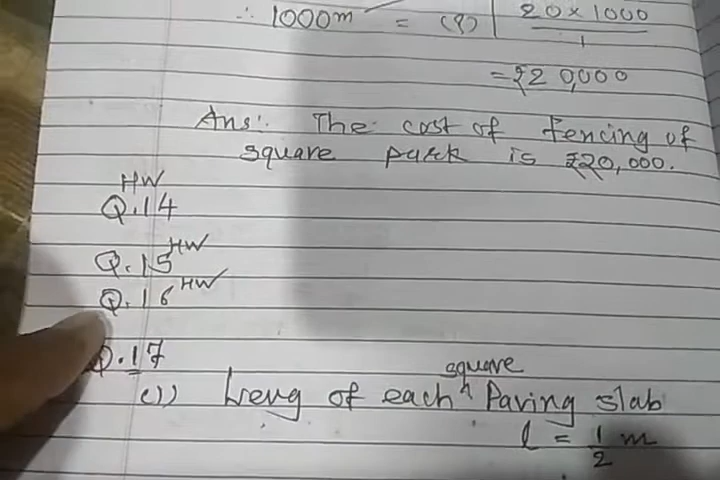 ∴ 1000m = (?) | 20 × 1000 / 1
= ₹20,000
Ans:. The cost of fencing of
square park is ₹20,000.
HW
Q.14
Q.15 HW
Q.16 HW
Q.17
square
(i) Leng of each ^ Paving slab
l = 1/2 m